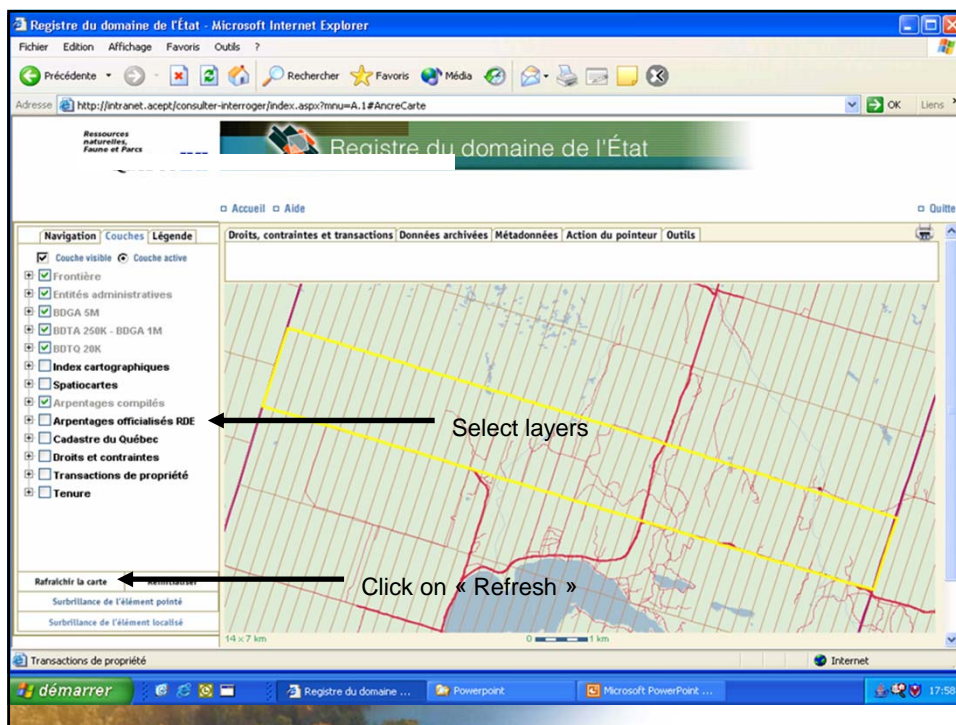 Registre du domaine de l'État - Microsoft Internet Explorer
Fichier Edition Affichage Favoris Outils ?
Précédente Rechercher Favoris Média
Adresse http://intranet.acept/consulter-interroger/index.aspx?mnu=A.1#AncreCarte OK Liens
Ressources
naturelles,
Faune et Parcs
Registre du domaine de l'État
Accueil Aide Quitte
Navigation Couches Légende
Droits, contraintes et transactions Données archivées Métadonnées Action du pointeur Outils
Couche visible Couche active
Frontière
Entités administratives
BDGA 5M
BDTA 250K - BDGA 1M
BDTQ 20K
Index cartographiques
Spatiocartes
Arpentages compilés
Arpentages officialisés RDE
Select layers
Cadastre du Québec
Droits et contraintes
Transactions de propriété
Tenure
Rafraîchir la carte
Click on « Refresh »
Surbrillance de l'élément pointé
Surbrillance de l'élément localisé
14 x 7 km 0 1 km
Transactions de propriété Internet
démarrer Registre du domaine ... Powerpoint Microsoft PowerPoint ... 17:58